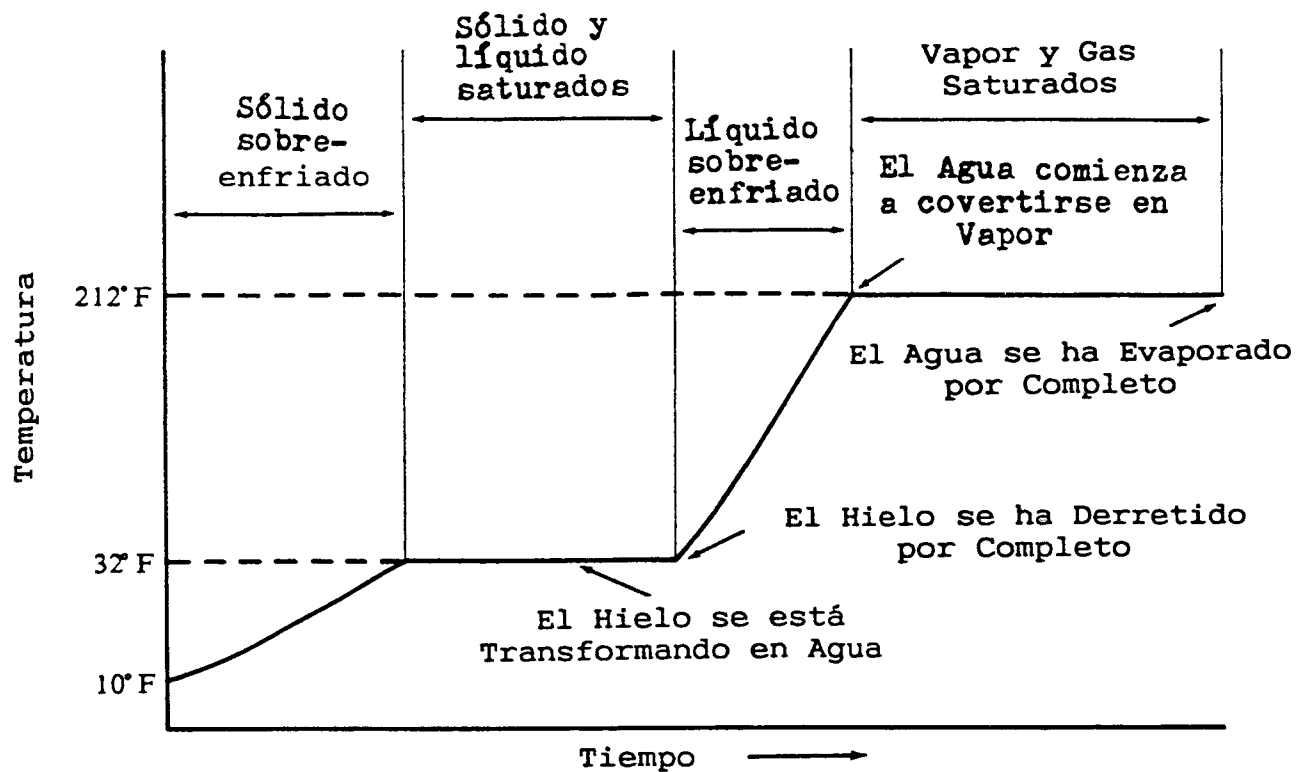 Sólido y
líquido
saturados
Vapor y Gas
Saturados
Sólido
sobre-
enfriado
Líquido
sobre-
enfriado
El Agua comienza
a covertirse en
Vapor
Temperatura
212° F
El Agua se ha Evaporado
por Completo
El Hielo se ha Derretido
por Completo
32° F
El Hielo se está
Transformando en Agua
10° F
Tiempo